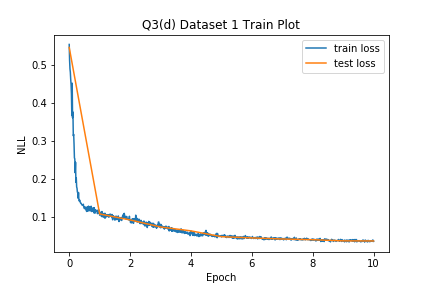 Q3(d) Dataset 1 Train Plot
train loss
test loss
0.5
0.4
0.3
0.2
0.1
NLL
0 2 4 6 8 10
Epoch